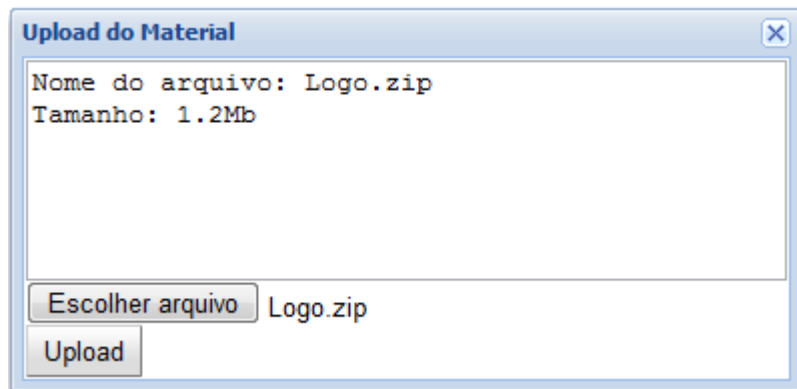 Upload do Material
Nome do arquivo: Logo.zip
Tamanho: 1.2Mb
Escolher arquivo Logo.zip
Upload